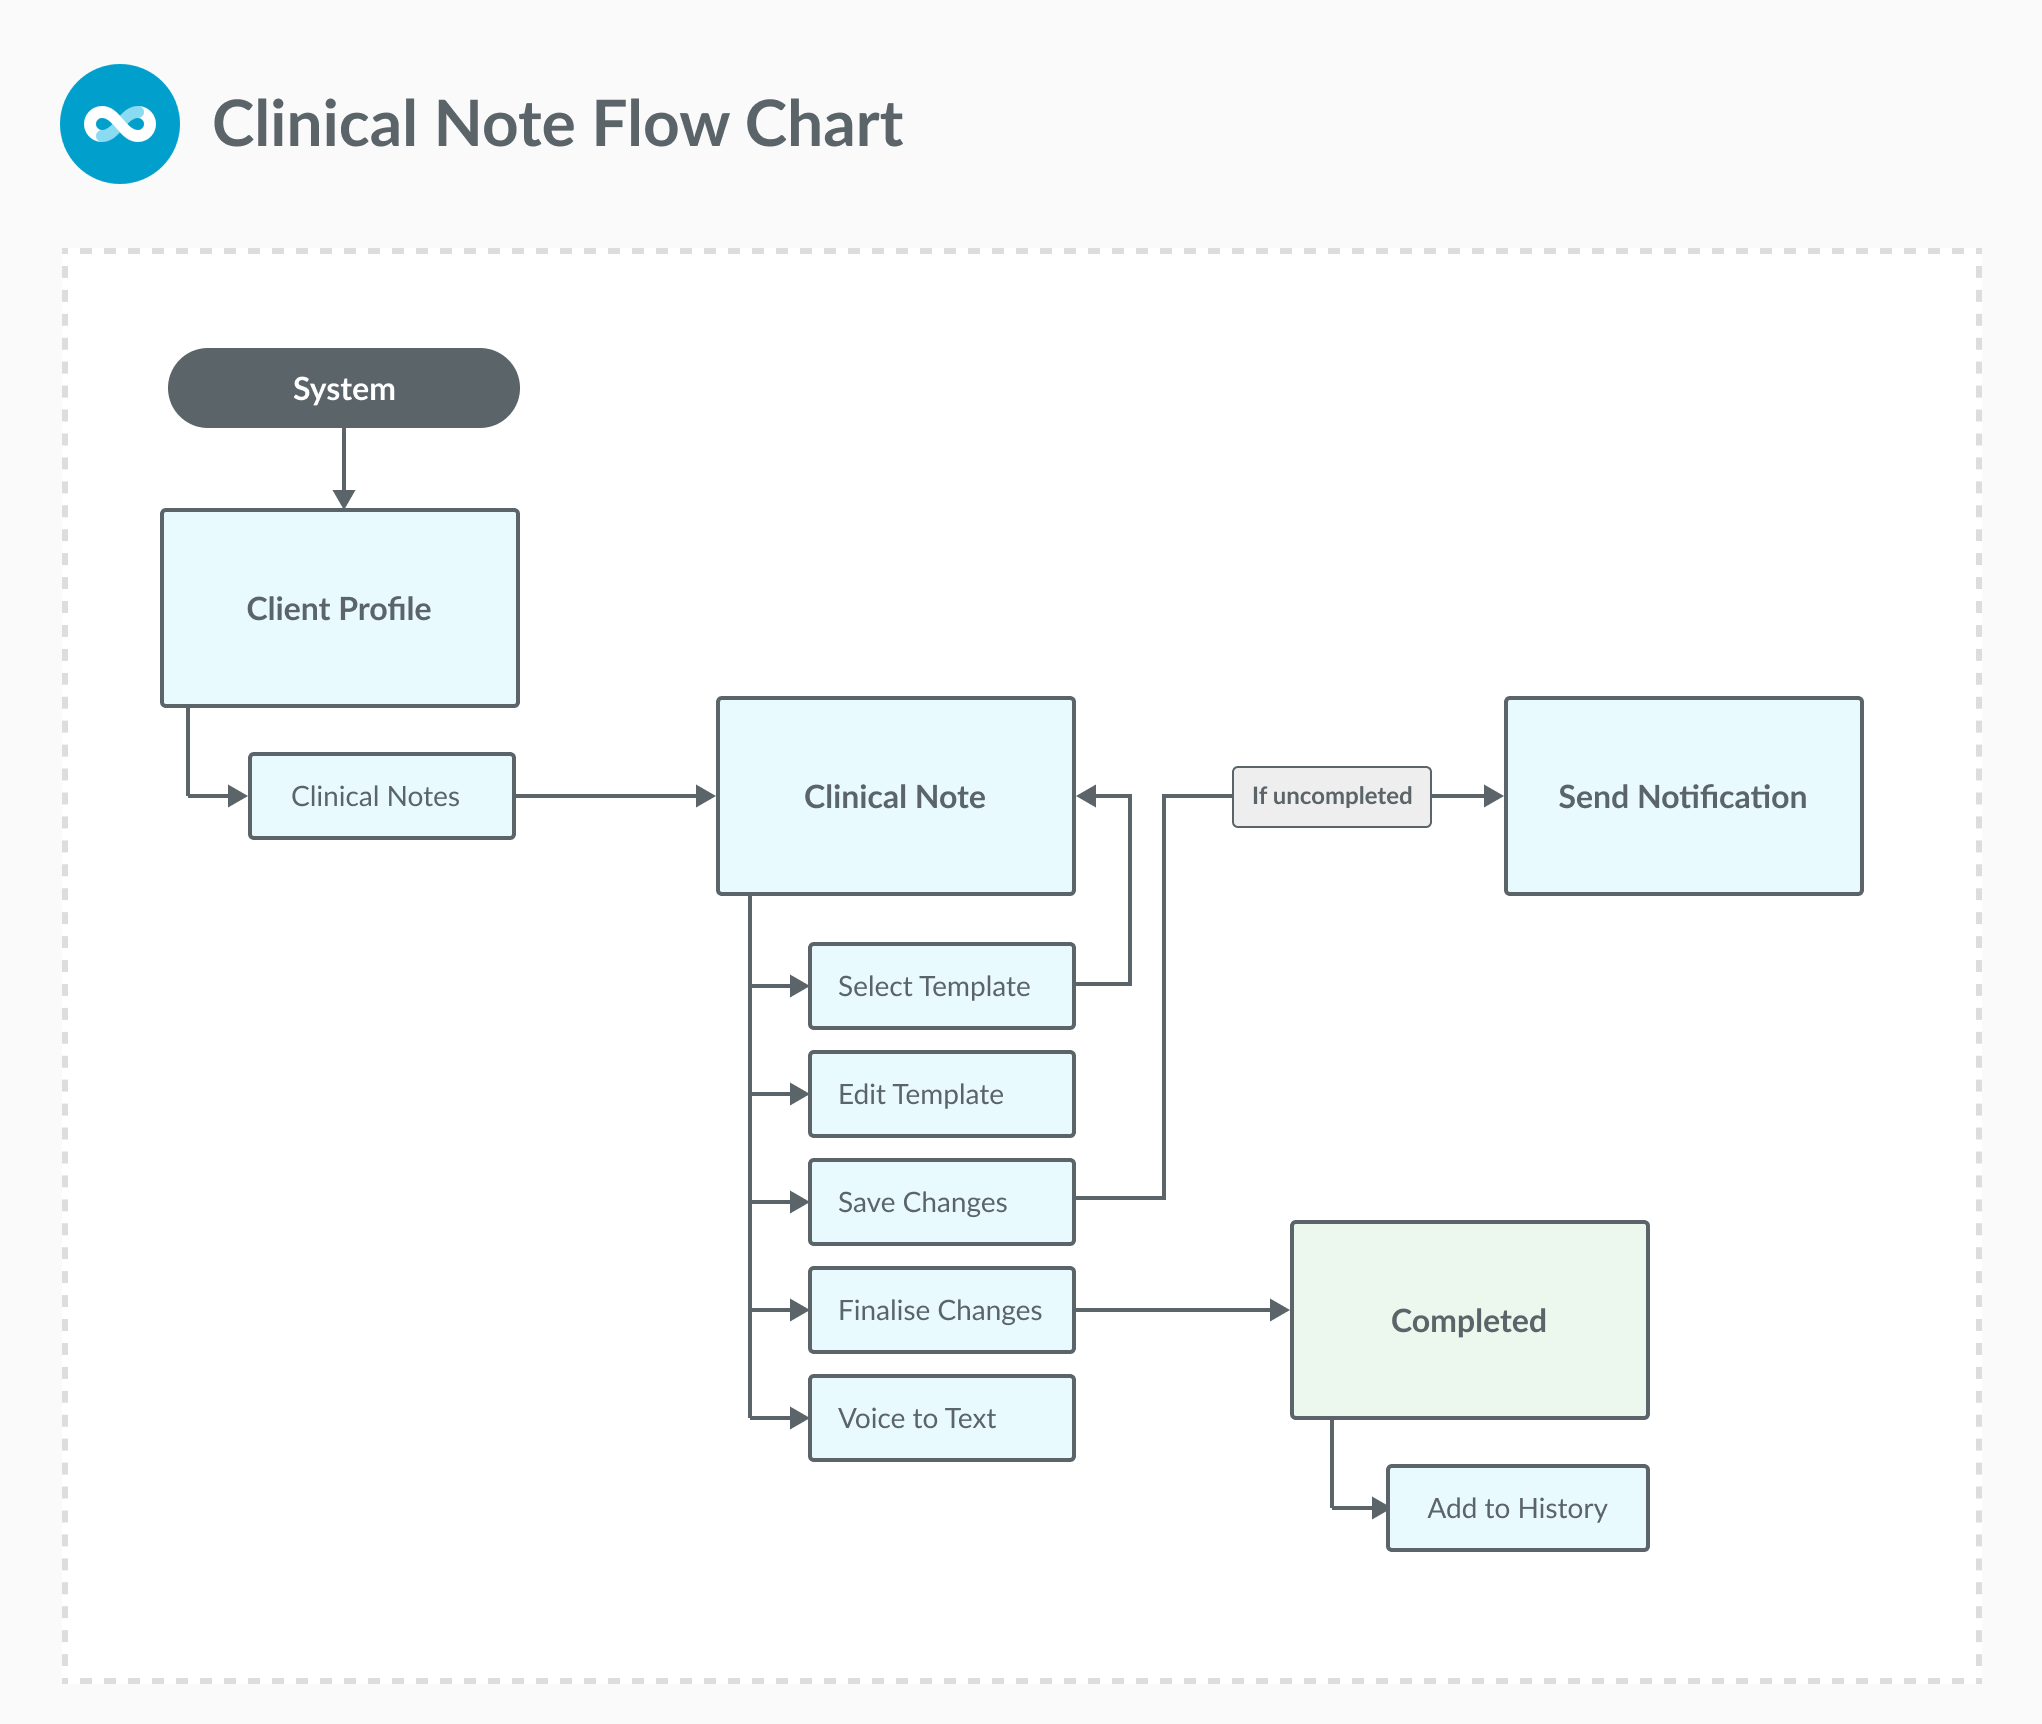 Clinical Note Flow Chart
System
Client Profile
Clinical Notes
Clinical Note
If uncompleted
Send Notification
Select Template
Edit Template
Save Changes
Finalise Changes
Voice to Text
Completed
Add to History